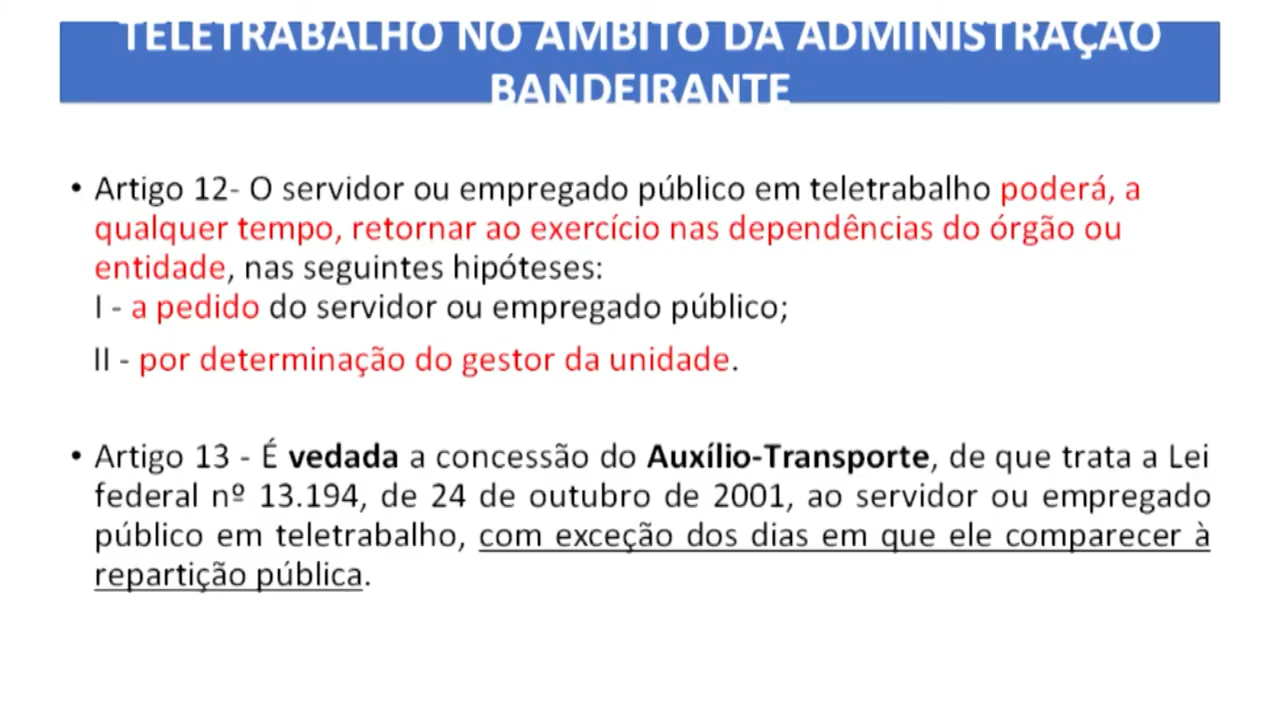 TELETRABALHO NO ÂMBITO DA ADMINISTRAÇÃO
BANDEIRANTE
• Artigo 12- O servidor ou empregado público em teletrabalho poderá, a
qualquer tempo, retornar ao exercício nas dependências do órgão ou
entidade, nas seguintes hipóteses:
I - a pedido do servidor ou empregado público;
II - por determinação do gestor da unidade.
• Artigo 13 - É vedada a concessão do Auxílio-Transporte, de que trata a Lei
federal nº 13.194, de 24 de outubro de 2001, ao servidor ou empregado
público em teletrabalho, com exceção dos dias em que ele comparecer à
repartição pública.